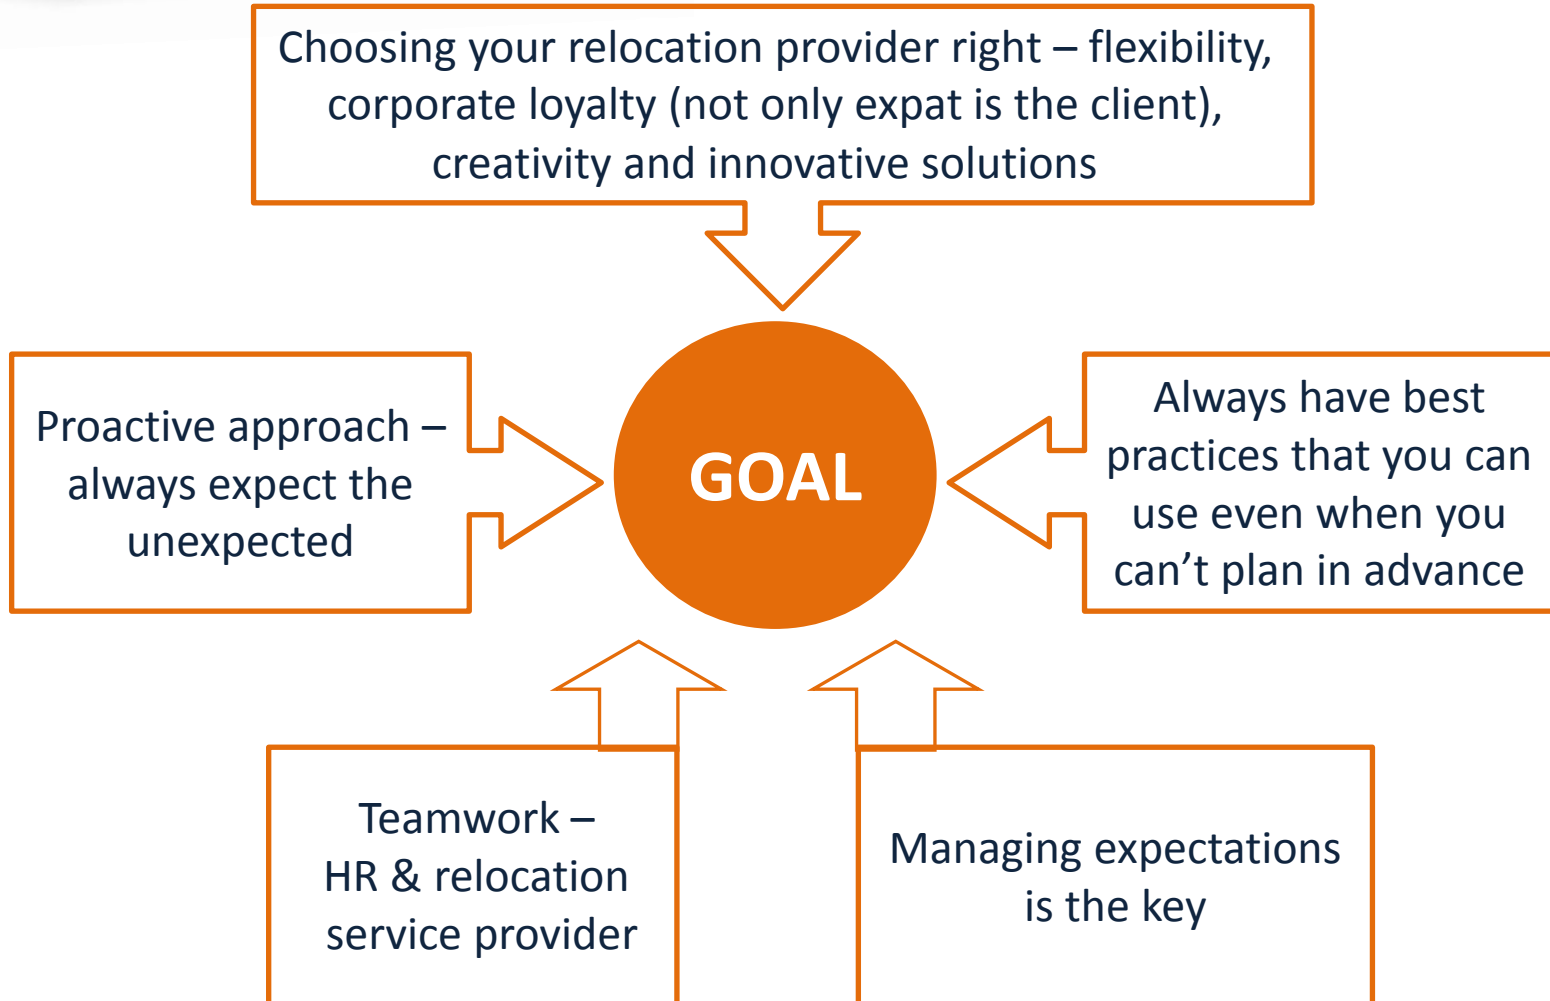 Choosing your relocation provider right – flexibility,
corporate loyalty (not only expat is the client),
creativity and innovative solutions
Proactive approach –
always expect the
unexpected
GOAL
Always have best
practices that you can
use even when you
can’t plan in advance
Teamwork –
HR & relocation
service provider
Managing expectations
is the key